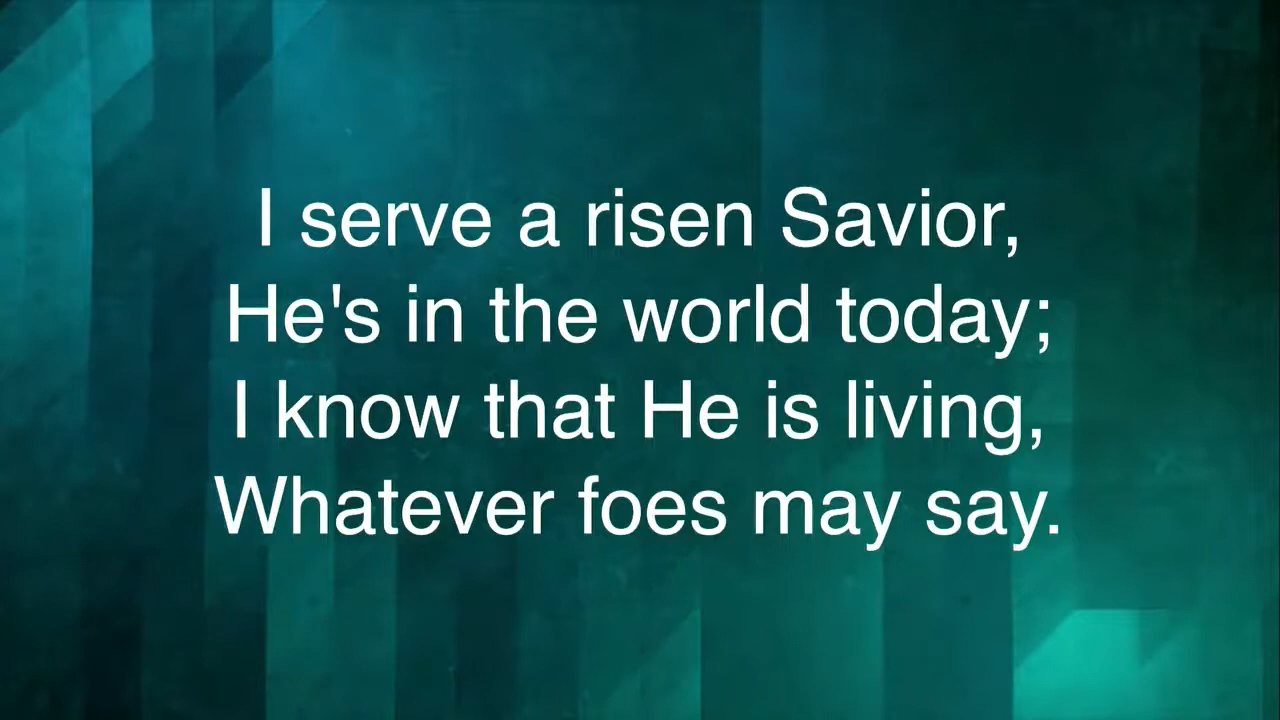 I serve a risen Savior,
He's in the world today;
I know that He is living,
Whatever foes may say.